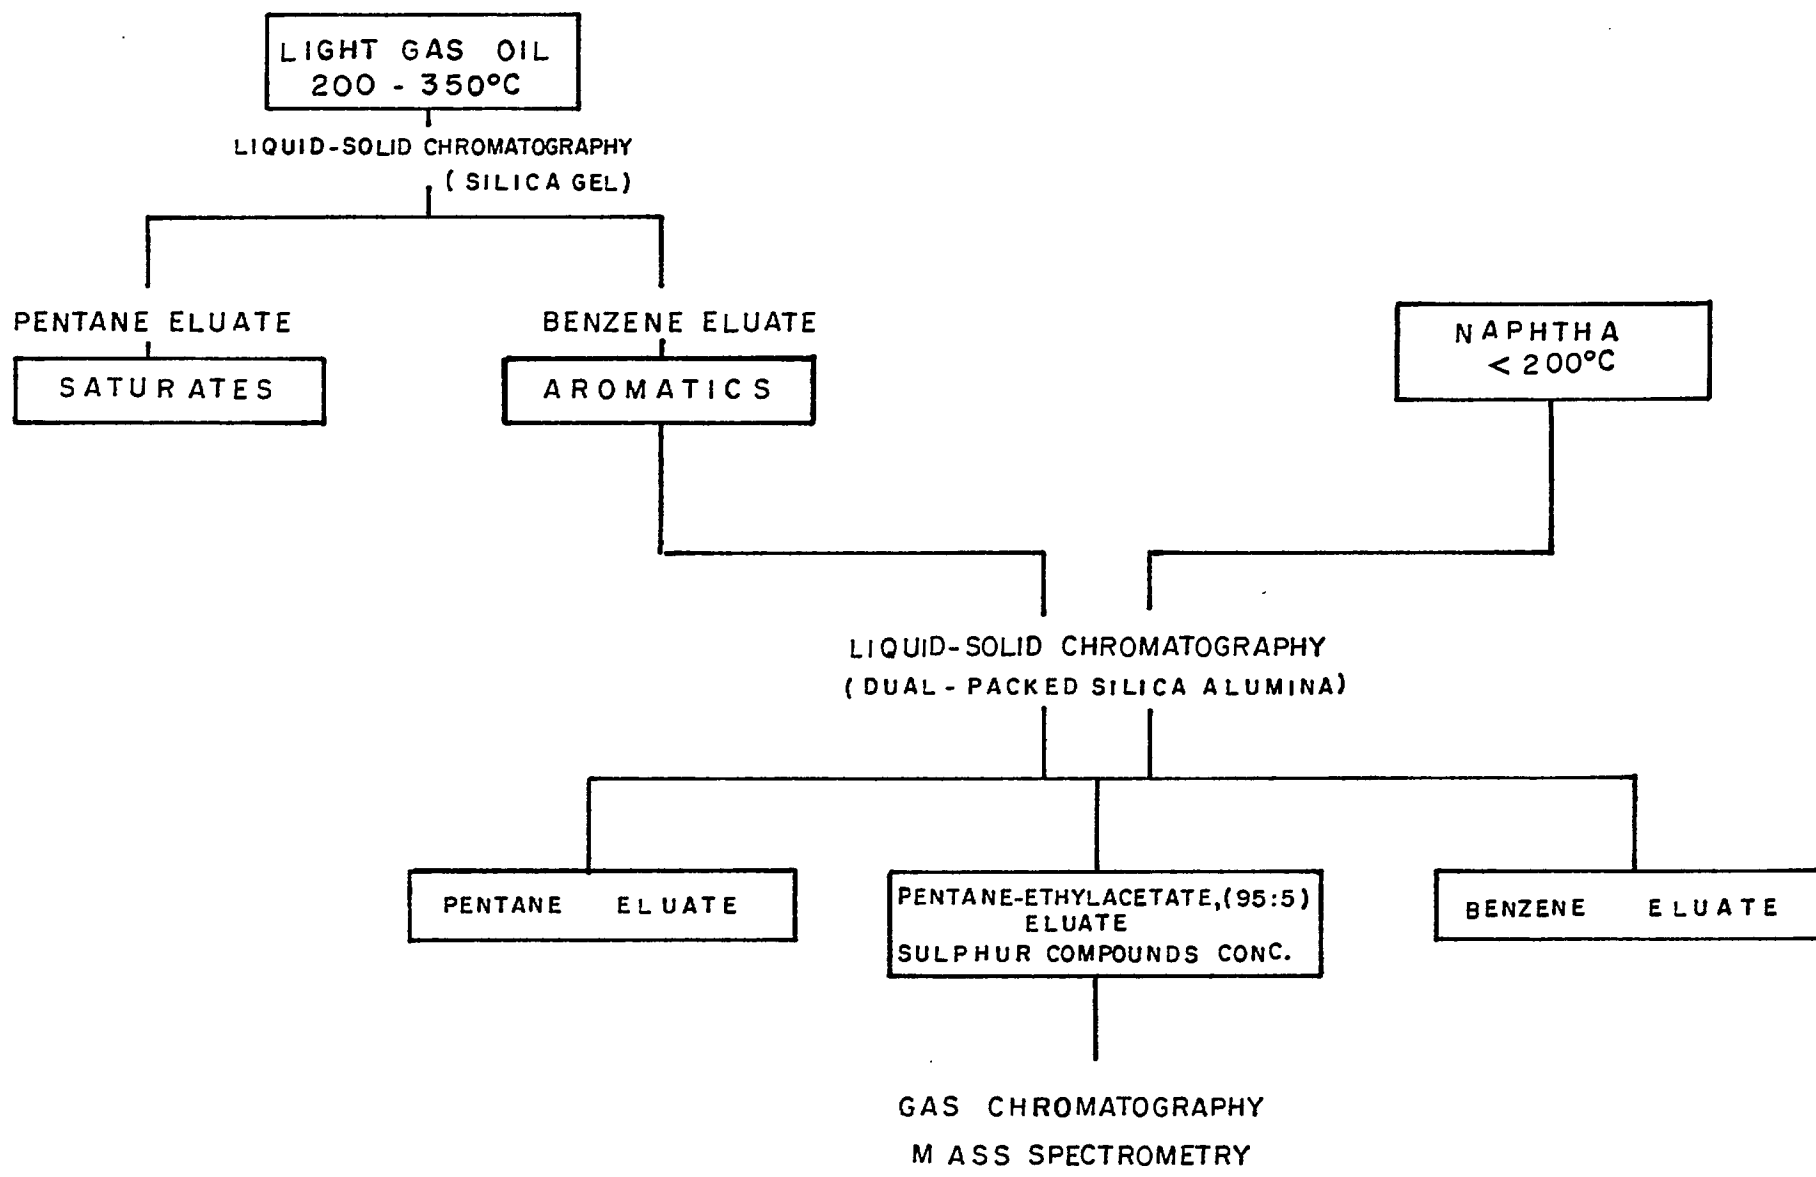 LIGHT GAS OIL
200 - 350°C
LIQUID-SOLID CHROMATOGRAPHY
( SILICA GEL)
PENTANE ELUATE
BENZENE ELUATE
SATURATES
AROMATICS
NAPHTHA
< 200°C
LIQUID-SOLID CHROMATOGRAPHY
( DUAL - PACKED SILICA ALUMINA)
PENTANE ELUATE
PENTANE-ETHYLACETATE,(95:5)
ELUATE
SULPHUR COMPOUNDS CONC.
BENZENE ELUATE
GAS CHROMATOGRAPHY
MASS SPECTROMETRY